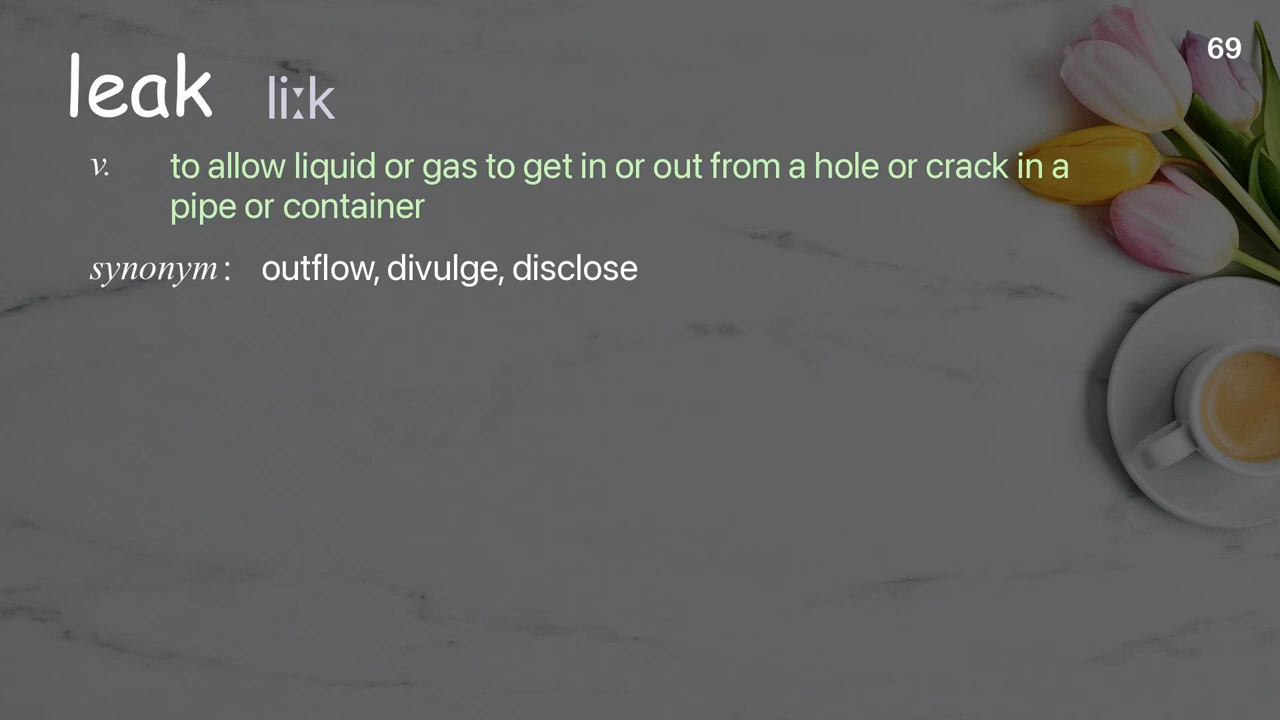 69
leak liːk
v. to allow liquid or gas to get in or out from a hole or crack in a
pipe or container
synonym : outflow, divulge, disclose